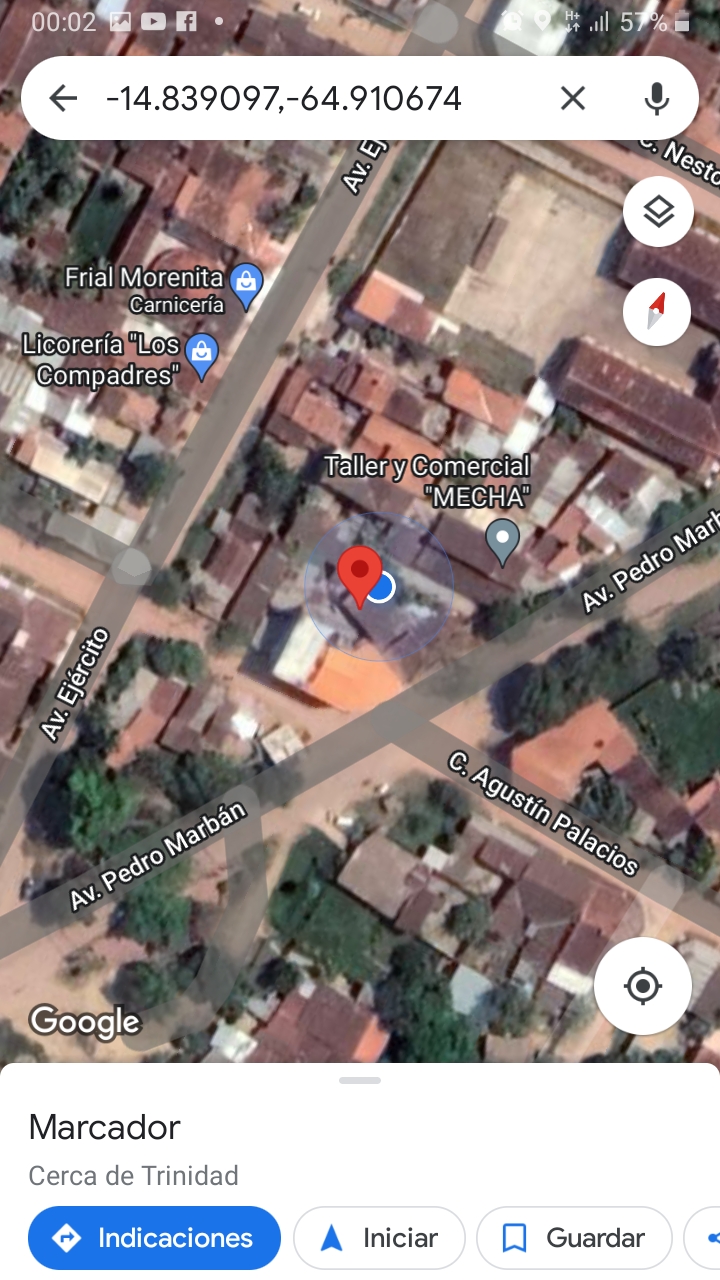 00:02
57%
-14.839097,-64.910674
Av. Ej
C. Nesto
Frial Morenita
Carnicería
Licorería "Los
Compadres"
Taller y Comercial
"MECHA"
Av. Pedro Marb
Av. Ejército
C. Agustín Palacios
Av. Pedro Marbán
Google
Marcador
Cerca de Trinidad
Indicaciones
Iniciar
Guardar